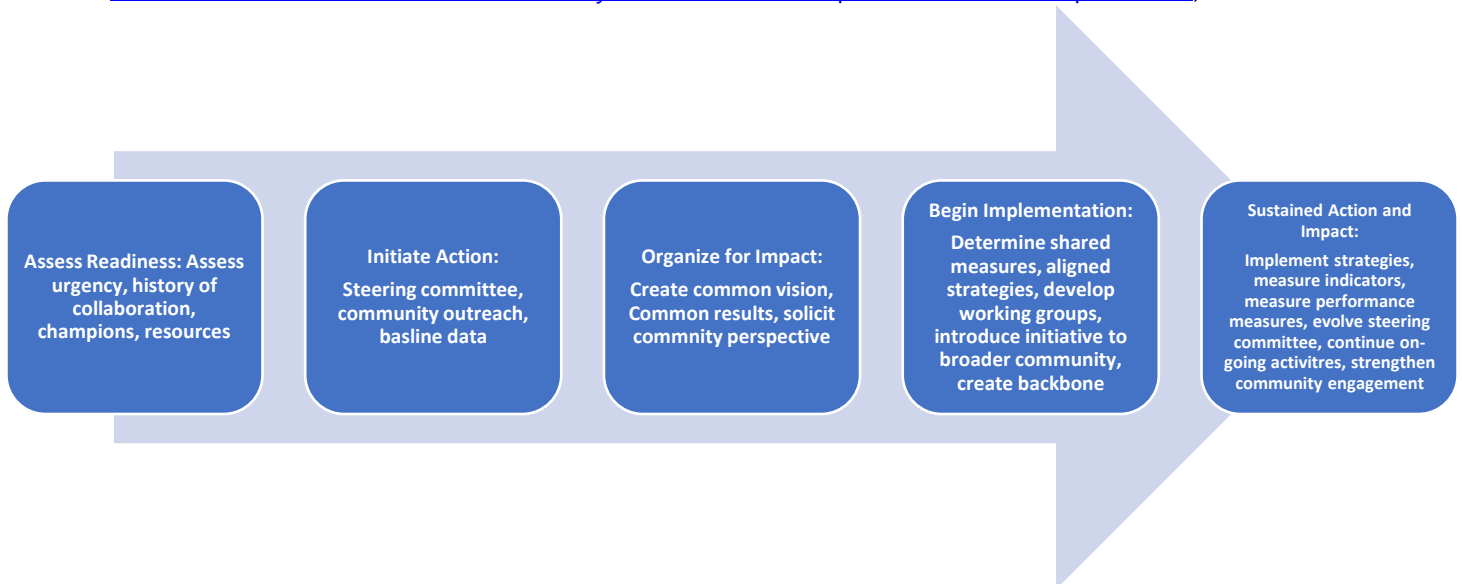 Assess Readiness: Assess
urgency, history of
collaboration,
champions, resources
Initiate Action:
Steering committee,
community outreach,
basline data
Organize for Impact:
Create common vision,
Common results, solicit
commnity perspective
Begin Implementation:
Determine shared
measures, aligned
strategies, develop
working groups,
introduce initiative to
broader community,
create backbone
Sustained Action and
Impact:
Implement strategies,
measure indicators,
measure performance
measures, evolve steering
committee, continue on-
going activitres, strengthen
community engagement